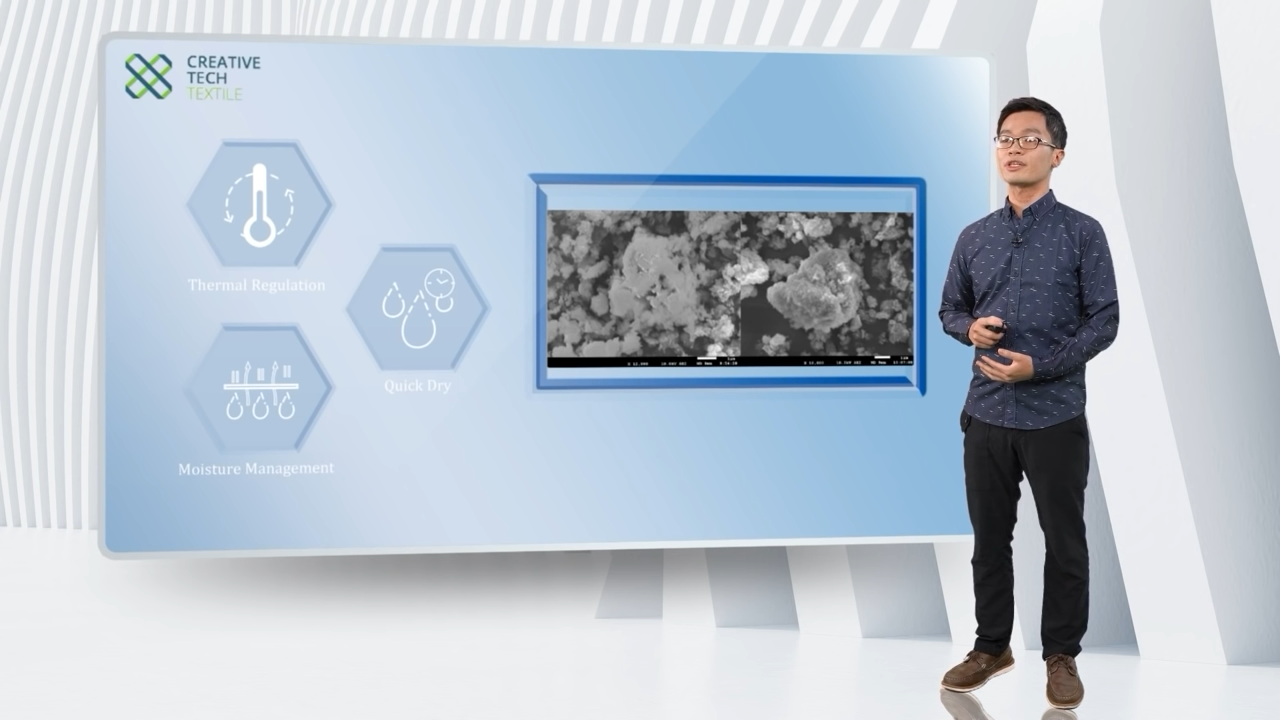 CREATIVE
TECH
TEXTILE
Thermal Regulation
Quick Dry
Moisture Management